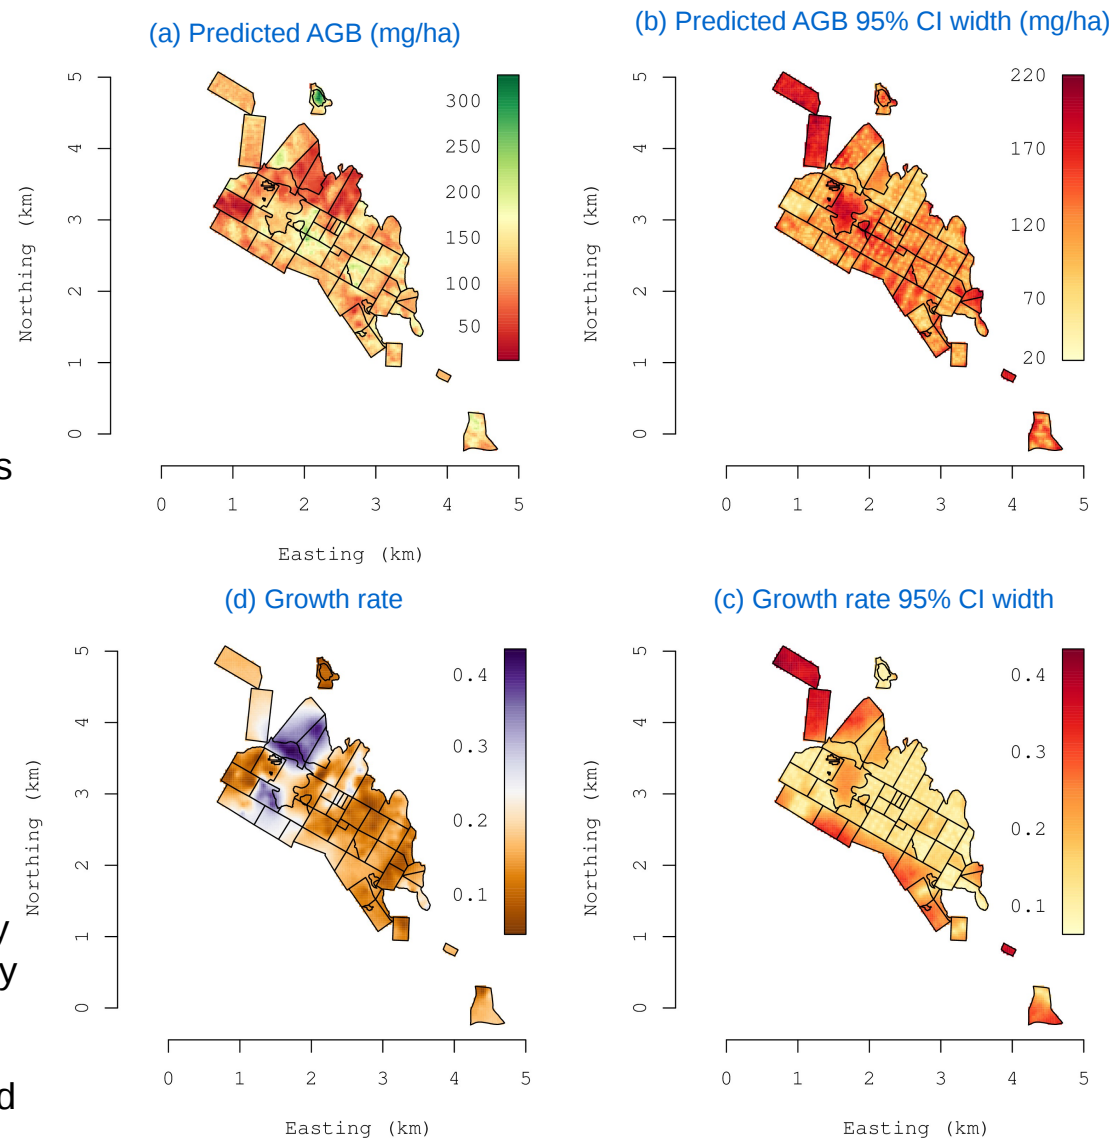 (a) Predicted AGB (mg/ha)
(b) Predicted AGB 95% CI width (mg/ha)
5
4
3
2
1
0
Northing (km)
300
250
200
150
100
50
0 1 2 3 4 5
Easting (km)
5
4
3
2
1
0
Northing (km)
220
170
120
70
20
0 1 2 3 4 5
s
(d) Growth rate
(c) Growth rate 95% CI width
5
4
3
2
1
0
Northing (km)
0.4
0.3
0.2
0.1
0 1 2 3 4 5
Easting (km)
5
4
3
2
1
0
Northing (km)
0.4
0.3
0.2
0.1
0 1 2 3 4 5
Easting (km)
y
y
d